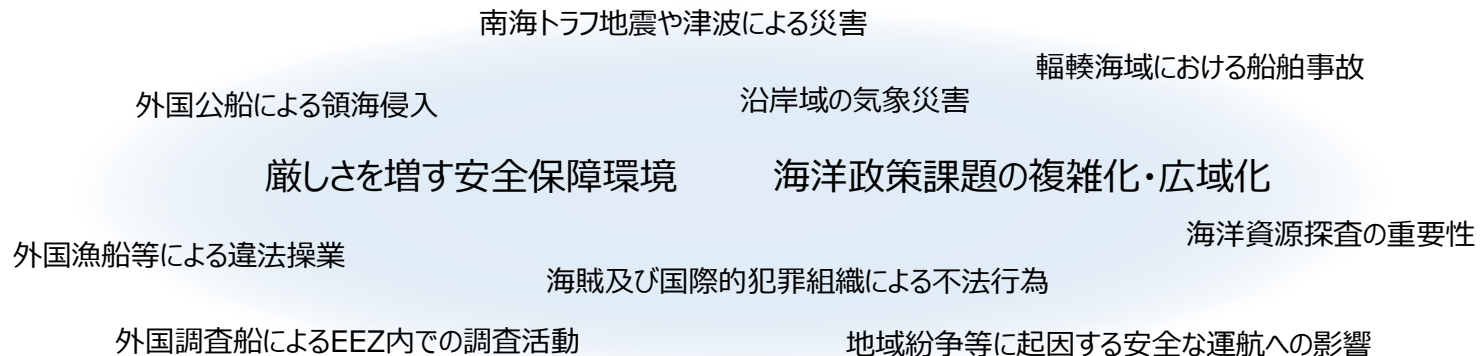 南海トラフ地震や津波による災害
輻輳海域における船舶事故
外国公船による領海侵入
沿岸域の気象災害
厳しさを増す安全保障環境
海洋政策課題の複雑化・広域化
海洋資源探査の重要性
外国漁船等による違法操業
海賊及び国際的犯罪組織による不法行為
外国調査船によるEEZ内での調査活動
地域紛争等に起因する安全な運航への影響